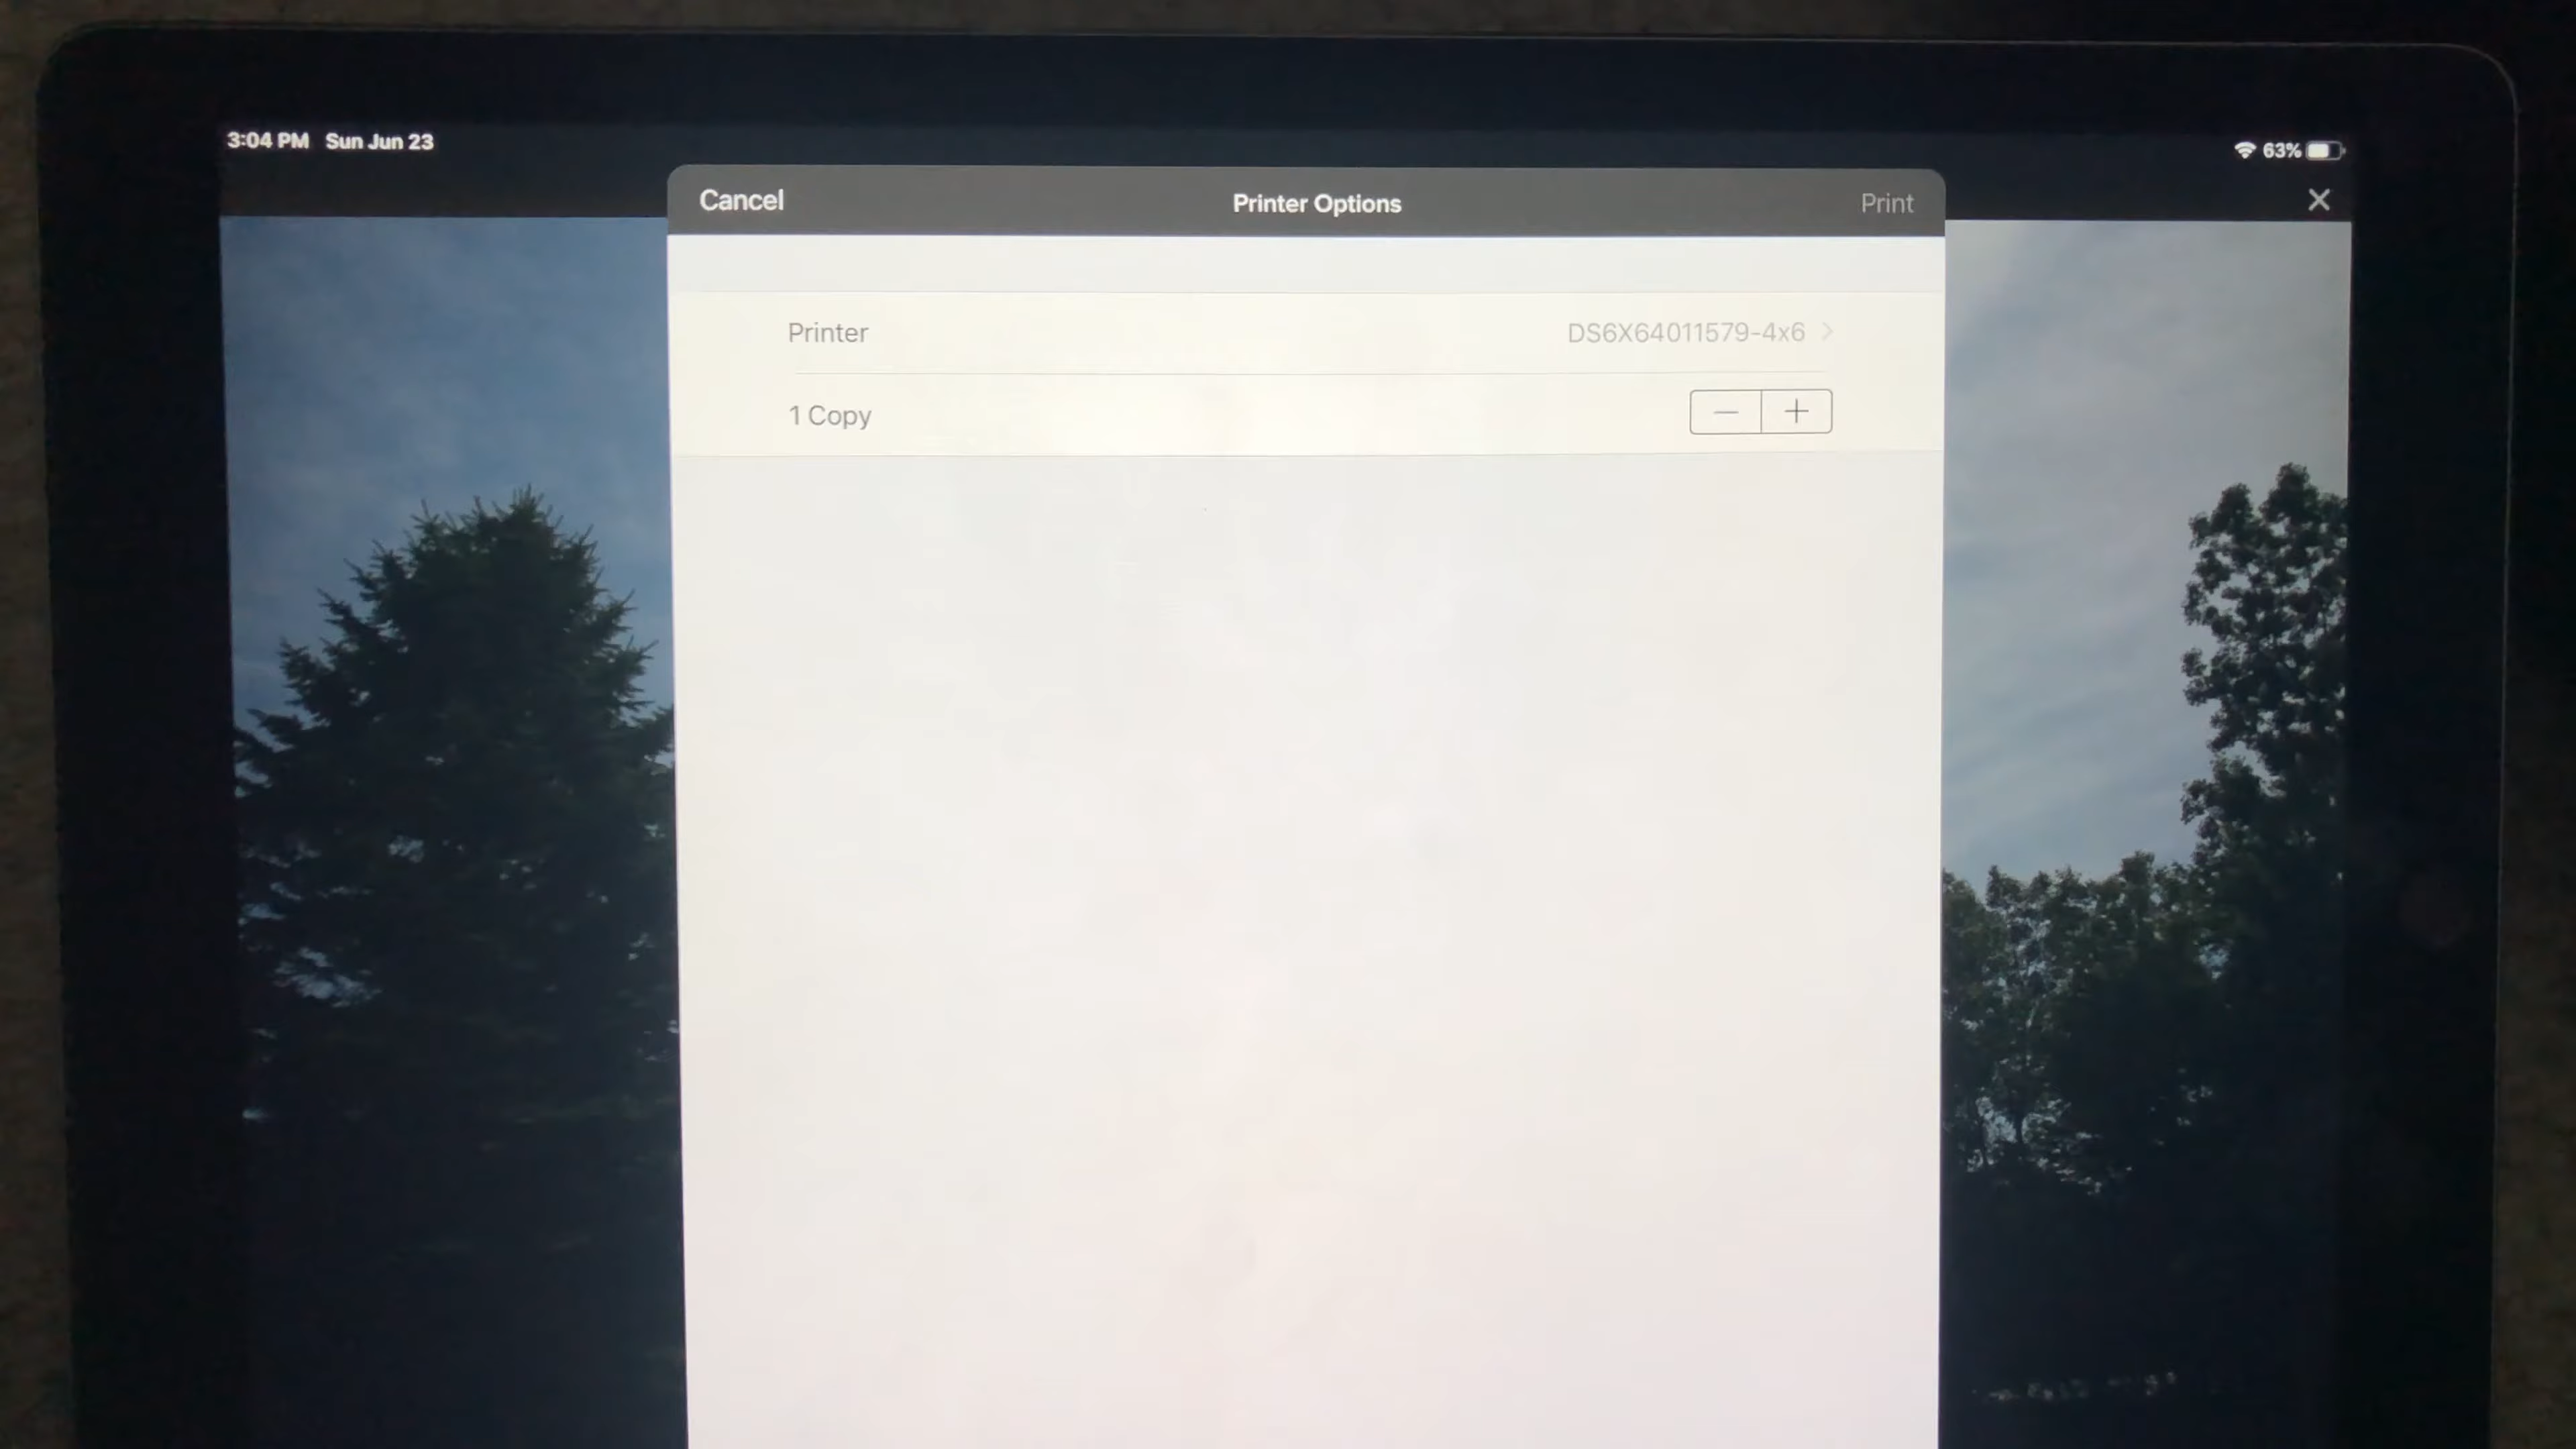 3:04 PM Sun Jun 23
63%
Cancel Printer Options Print
Printer DS6X64011579-4x6
1 Copy